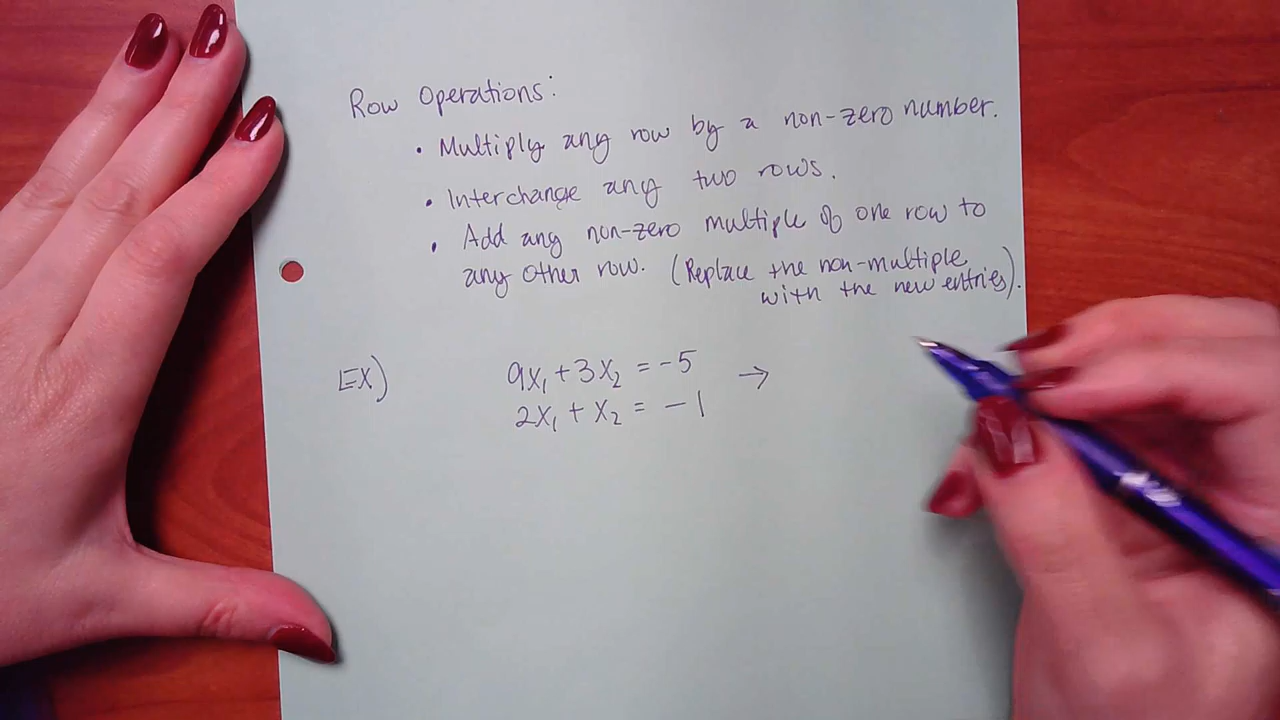 Row Operations:
• Multiply any row by a non-zero number.
• Interchange any two rows.
• Add any non-zero multiple of one row to
any other row. (Replace the non-multiple
with the new entries).
EX) 9x₁+3x₂ = -5 →
2x₁ + x₂ = -1